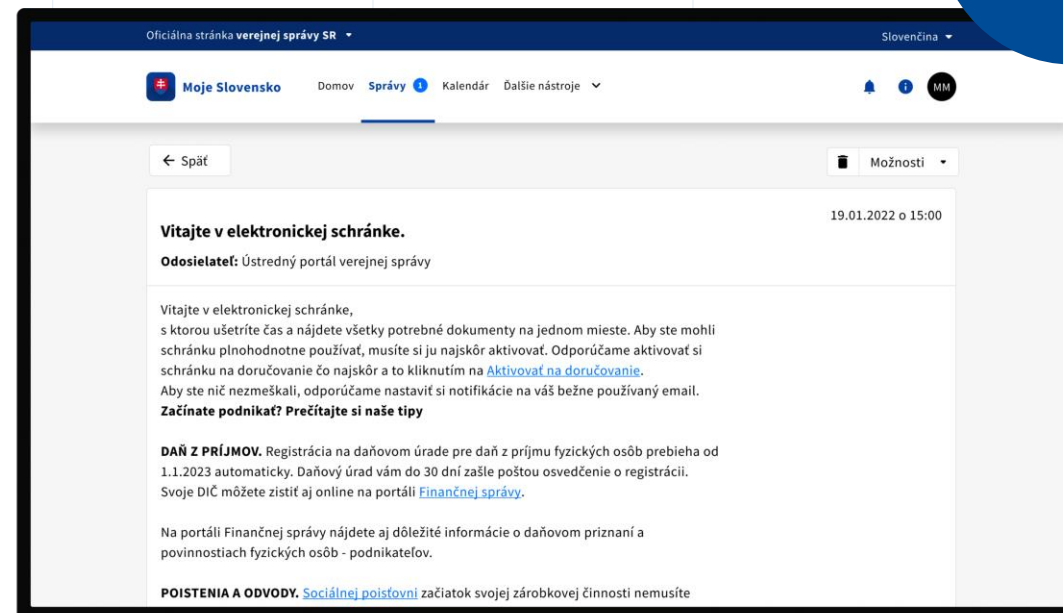 Oficiálna stránka verejnej správy SR
Slovenčina
Moje Slovensko
Domov
Správy 1
Kalendár
Ďalšie nástroje
MM
Späť
Možnosti
19.01.2022 o 15:00
Vitajte v elektronickej schránke.
Odosielateľ: Ústredný portál verejnej správy
Vitajte v elektronickej schránke,
s ktorou ušetríte čas a nájdete všetky potrebné dokumenty na jednom mieste. Aby ste mohli
schránku plnohodnotne používať, musíte si ju najskôr aktivovať. Odporúčame aktivovať si
schránku na doručovanie čo najskôr a to kliknutím na Aktivovať na doručovanie.
Aby ste nič nezmeškali, odporúčame nastaviť si notifikácie na váš bežne používaný email.
Začínate podnikať? Prečítajte si naše tipy
DAŇ Z PRÍJMOV. Registrácia na daňovom úrade pre daň z príjmu fyzických osôb prebieha od
1.1.2023 automaticky. Daňový úrad vám do 30 dní zašle poštou osvedčenie o registrácii.
Svoje DIČ môžete zistiť aj online na portáli Finančnej správy.
Na portáli Finančnej správy nájdete aj dôležité informácie o daňovom priznaní a
povinnostiach fyzických osôb - podnikateľov.
POISTENIA A ODVODY. Sociálnej poisťovni začiatok svojej zárobkovej činnosti nemusíte